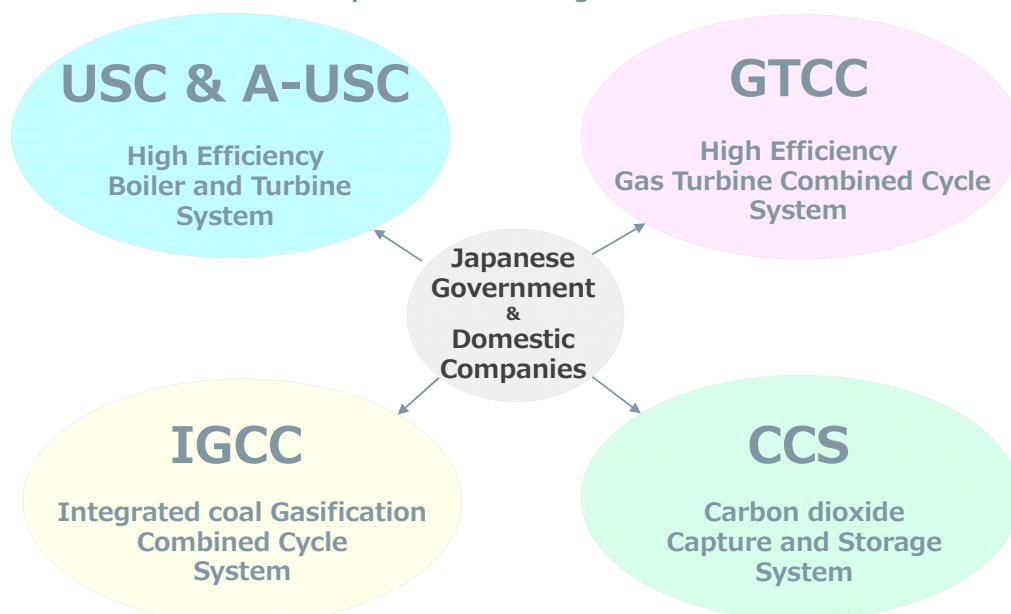 USC & A-USC
High Efficiency
Boiler and Turbine
System
GTCC
High Efficiency
Gas Turbine Combined Cycle
System
Japanese
Government
&
Domestic
Companies
IGCC
Integrated coal Gasification
Combined Cycle
System
CCS
Carbon dioxide
Capture and Storage
System